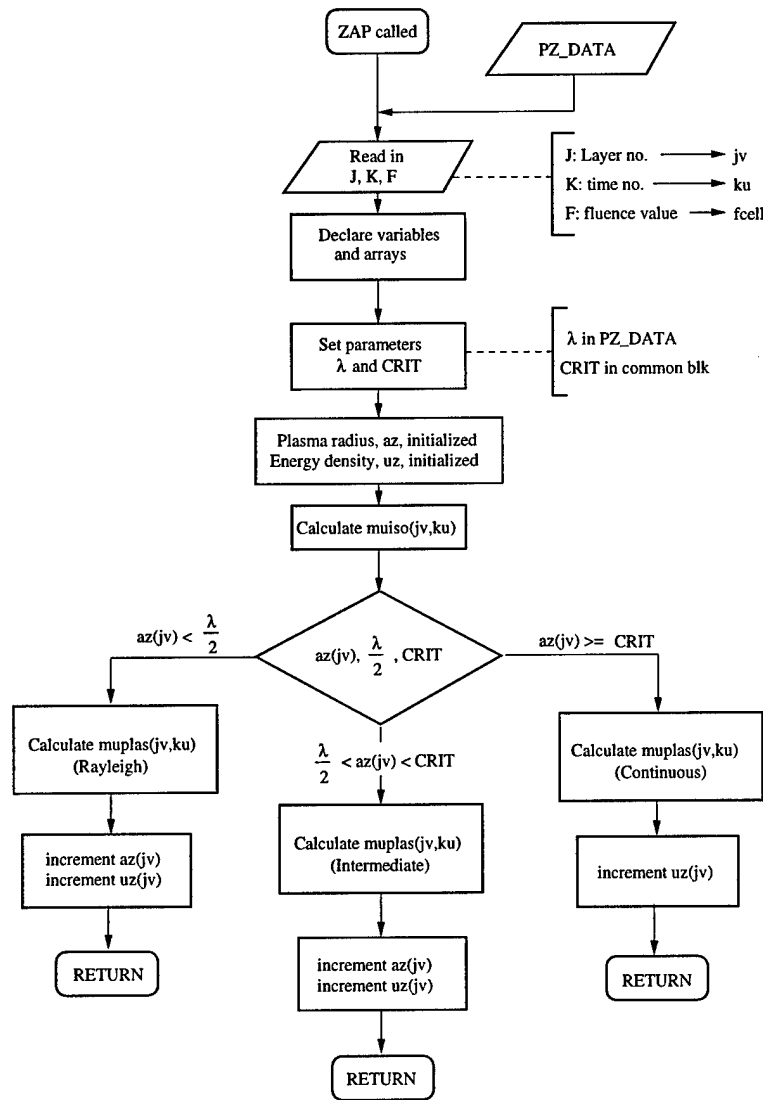 ZAP called
PZ_DATA
Read in
J, K, F
J: Layer no. jv
K: time no. ku
F: fluence value fcell
Declare variables
and arrays
Set parameters
λ and CRIT
λ in PZ_DATA
CRIT in common blk
Plasma radius, az, initialized
Energy density, uz, initialized
Calculate muiso(jv,ku)
az(jv) < λ/2
az(jv), λ/2 , CRIT
az(jv) >= CRIT
Calculate muplas(jv,ku)
(Rayleigh)
λ/2 < az(jv) < CRIT
Calculate muplas(jv,ku)
(Continuous)
Calculate muplas(jv,ku)
(Intermediate)
increment az(jv)
increment uz(jv)
increment uz(jv)
RETURN
increment az(jv)
increment uz(jv)
RETURN
RETURN